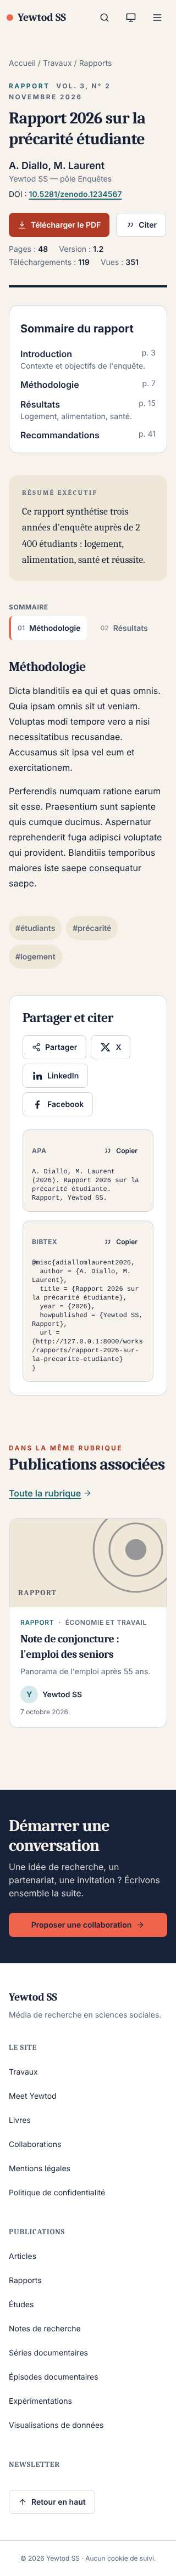 Yewtod SS
Accueil / Travaux / Rapports
RAPPORT VOL. 3, N° 2
NOVEMBRE 2026
Rapport 2026 sur la
précarité étudiante
A. Diallo, M. Laurent
Yewtod SS — pôle Enquêtes
DOI : 10.5281/zenodo.1234567
Télécharger le PDF
Citer
Pages : 48 Version : 1.2
Téléchargements : 119 Vues : 351
Sommaire du rapport
Introduction p. 3
Contexte et objectifs de l'enquête.
Méthodologie p. 7
Résultats p. 15
Logement, alimentation, santé.
Recommandations p. 41
RÉSUMÉ EXÉCUTIF
Ce rapport synthétise trois
années d'enquête auprès de 2
400 étudiants : logement,
alimentation, santé et réussite.
SOMMAIRE
01 Méthodologie
02 Résultats
Méthodologie
Dicta blanditiis ea qui et quas omnis.
Quia ipsam omnis sit ut veniam.
Voluptas modi tempore vero a nisi
necessitatibus recusandae.
Accusamus sit ipsa vel eum et
exercitationem.
Perferendis numquam ratione earum
sit esse. Praesentium sunt sapiente
quis cumque ducimus. Aspernatur
reprehenderit fuga adipisci voluptate
qui provident. Blanditiis temporibus
maiores iste saepe consequatur
saepe.
#étudiants
#précarité
#logement
Partager et citer
Partager
X
LinkedIn
Facebook
APA
Copier
A. Diallo, M. Laurent
(2026). Rapport 2026 sur la
précarité étudiante.
Rapport, Yewtod SS.
BIBTEX
Copier
@misc{adiallomlaurent2026,
author = {A. Diallo, M.
Laurent},
title = {Rapport 2026 sur
la précarité étudiante},
year = {2026},
howpublished = {Yewtod SS,
Rapport},
url =
{http://127.0.0.1:8000/works
/rapports/rapport-2026-sur-
la-precarite-etudiante}
}
DANS LA MÊME RUBRIQUE
Publications associées
Toute la rubrique
RAPPORT
RAPPORT · ÉCONOMIE ET TRAVAIL
Note de conjoncture :
l'emploi des seniors
Panorama de l'emploi après 55 ans.
Y Yewtod SS
7 octobre 2026
Démarrer une
conversation
Une idée de recherche, un
partenariat, une invitation ? Écrivons
ensemble la suite.
Proposer une collaboration
Yewtod SS
Média de recherche en sciences sociales.
LE SITE
Travaux
Meet Yewtod
Livres
Collaborations
Mentions légales
Politique de confidentialité
PUBLICATIONS
Articles
Rapports
Études
Notes de recherche
Séries documentaires
Épisodes documentaires
Expérimentations
Visualisations de données
NEWSLETTER
Retour en haut
© 2026 Yewtod SS · Aucun cookie de suivi.